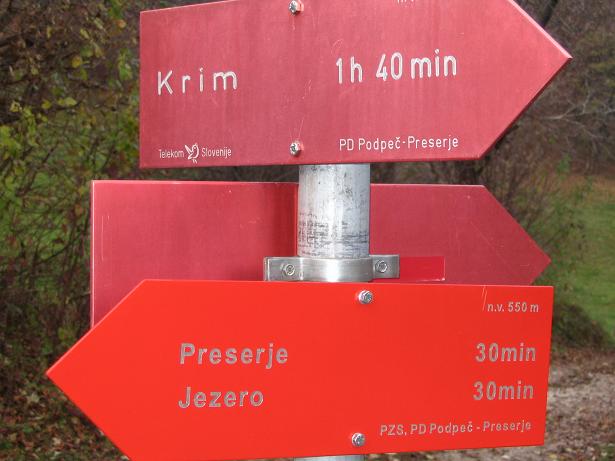 Krim 1h 40min
Telekom Slovenije PD Podpeč-Preserje
n.v. 550 m
Preserje 30min
Jezero 30min
PZS, PD Podpeč - Preserje